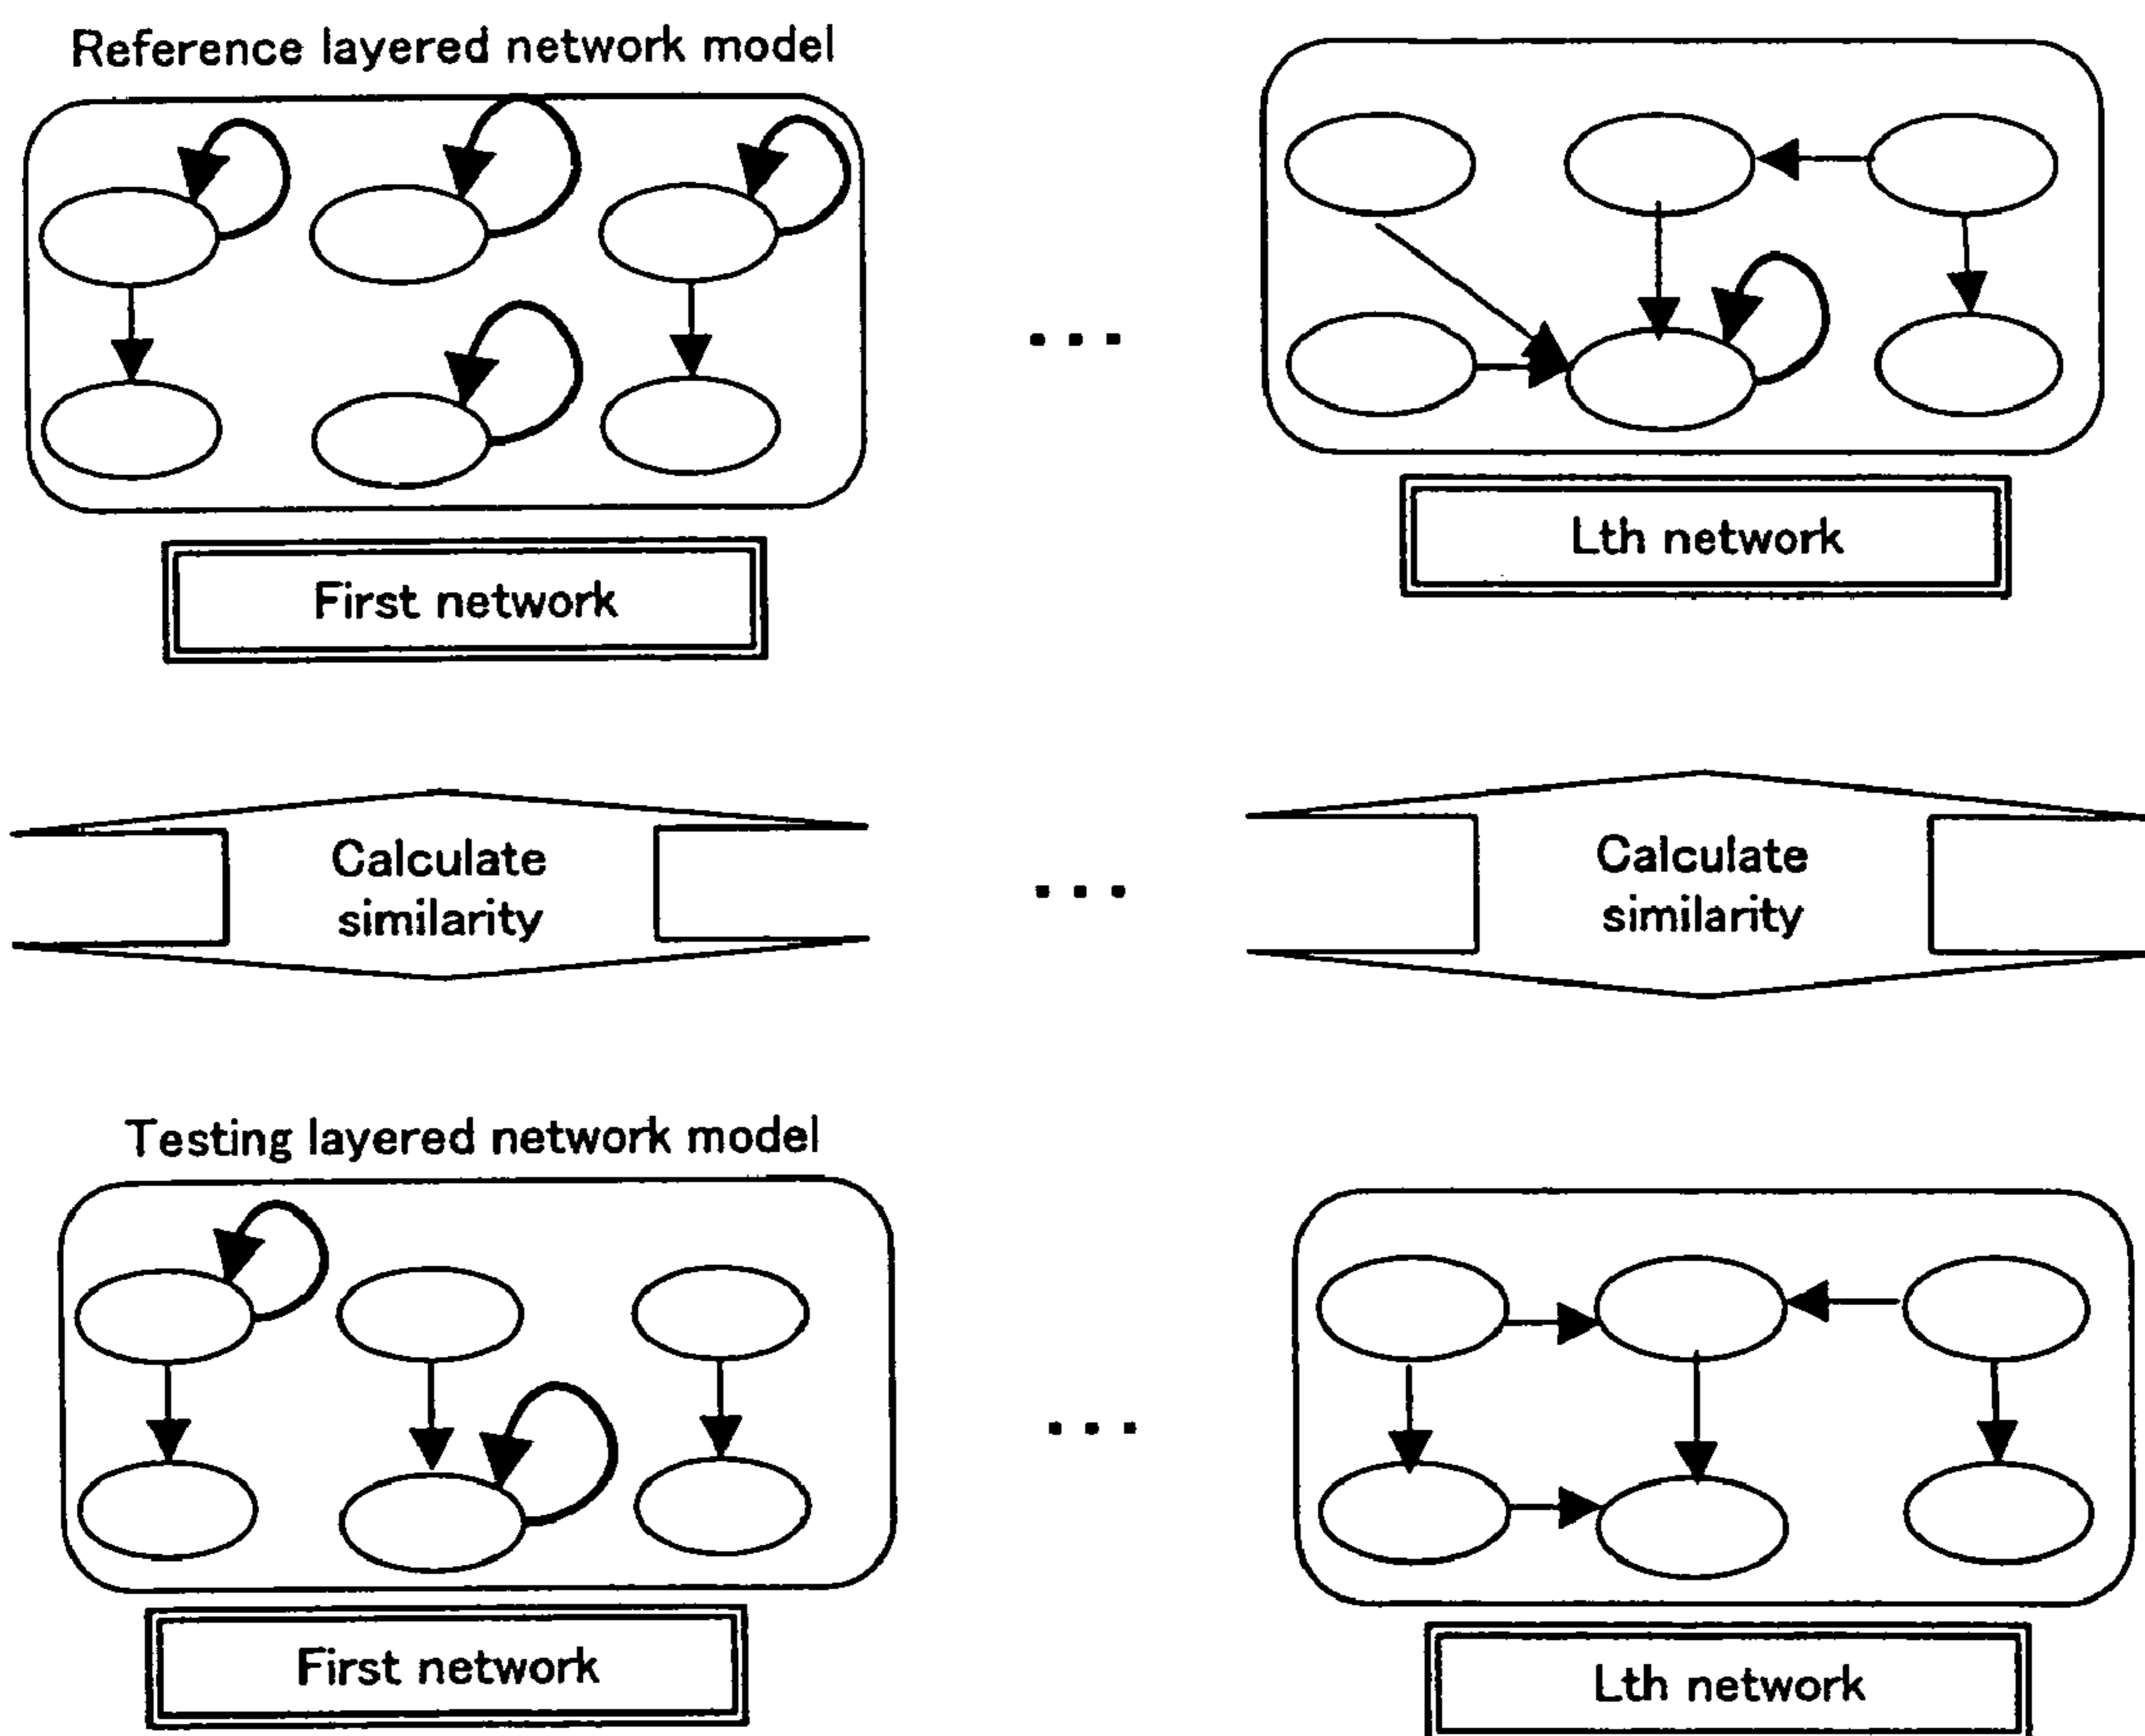 Reference layered network model
First network
...
Lth network
Calculate
similarity
...
Calculate
similarity
Testing layered network model
First network
...
Lth network